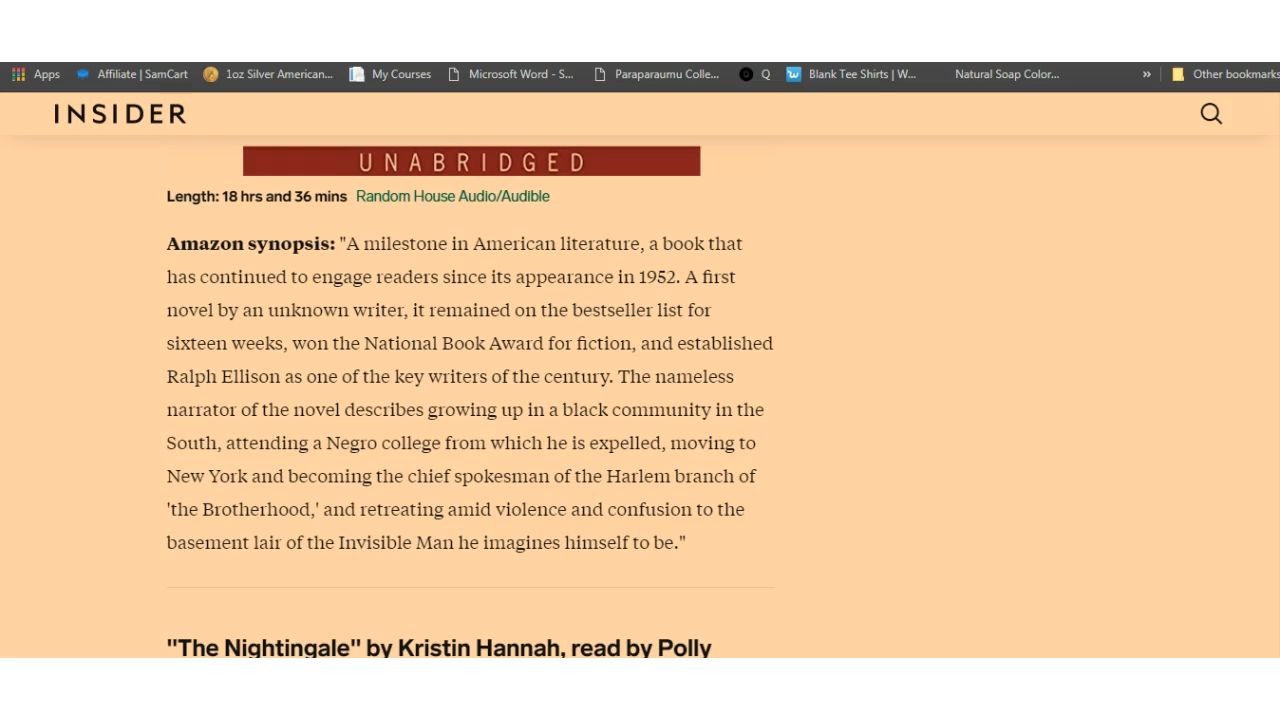 Apps Affiliate | SamCart 1oz Silver American... My Courses Microsoft Word - S... Paraparaumu Colle... Q Blank Tee Shirts | W... Natural Soap Color... » Other bookmarks
INSIDER
UNABRIDGED
Length: 18 hrs and 36 mins Random House Audio/Audible
Amazon synopsis: "A milestone in American literature, a book that
has continued to engage readers since its appearance in 1952. A first
novel by an unknown writer, it remained on the bestseller list for
sixteen weeks, won the National Book Award for fiction, and established
Ralph Ellison as one of the key writers of the century. The nameless
narrator of the novel describes growing up in a black community in the
South, attending a Negro college from which he is expelled, moving to
New York and becoming the chief spokesman of the Harlem branch of
'the Brotherhood,' and retreating amid violence and confusion to the
basement lair of the Invisible Man he imagines himself to be."
"The Nightingale" by Kristin Hannah, read by Polly